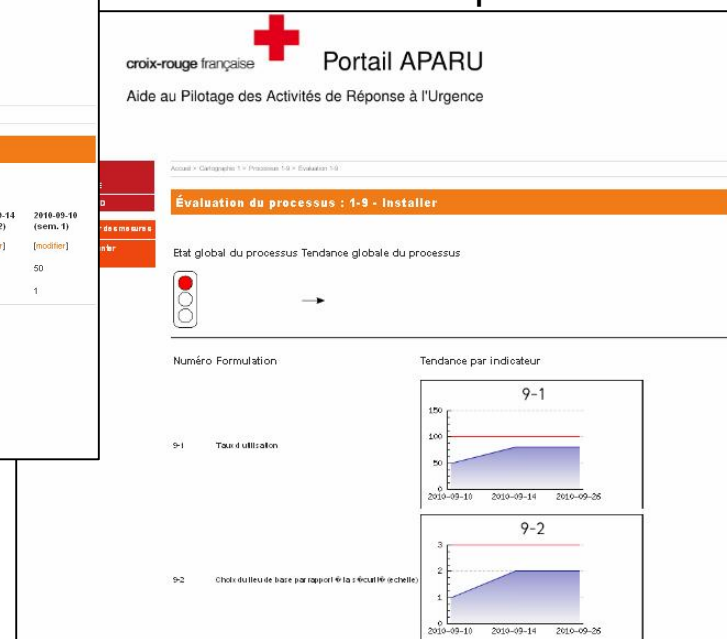 croix-rouge française
Portail APARU
Aide au Pilotage des Activités de Réponse à l'Urgence
Accueil > Cartographie 1 > Processus 1-9 > Évaluation 1-9
Évaluation du processus : 1-9 - Installer
2010-09-10
(sem. 1)
[modifier]
50
1
des mesures
Etat global du processus Tendance globale du processus
Numéro Formulation
Tendance par indicateur
9-1
150
100
50
0
2010-09-10 2010-09-14 2010-09-26
9-1 Taux d utilisation
9-2
3
2
1
0
2010-09-10 2010-09-14 2010-09-26
9-2 Choix du lieu de base par rapport � la s�curit� (echelle)